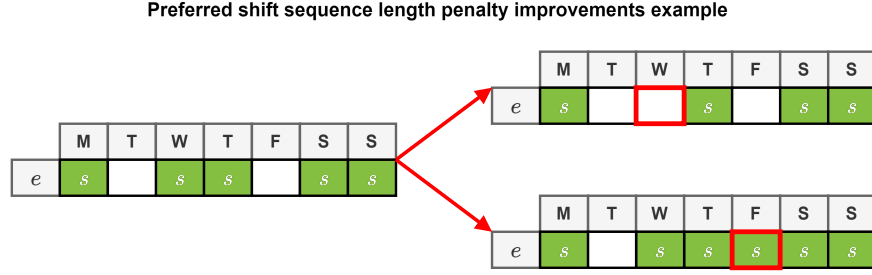 Preferred shift sequence length penalty improvements example
M T W T F S S
e s s s s s
M T W T F S S
e s s s s
M T W T F S S
e s s s s s s